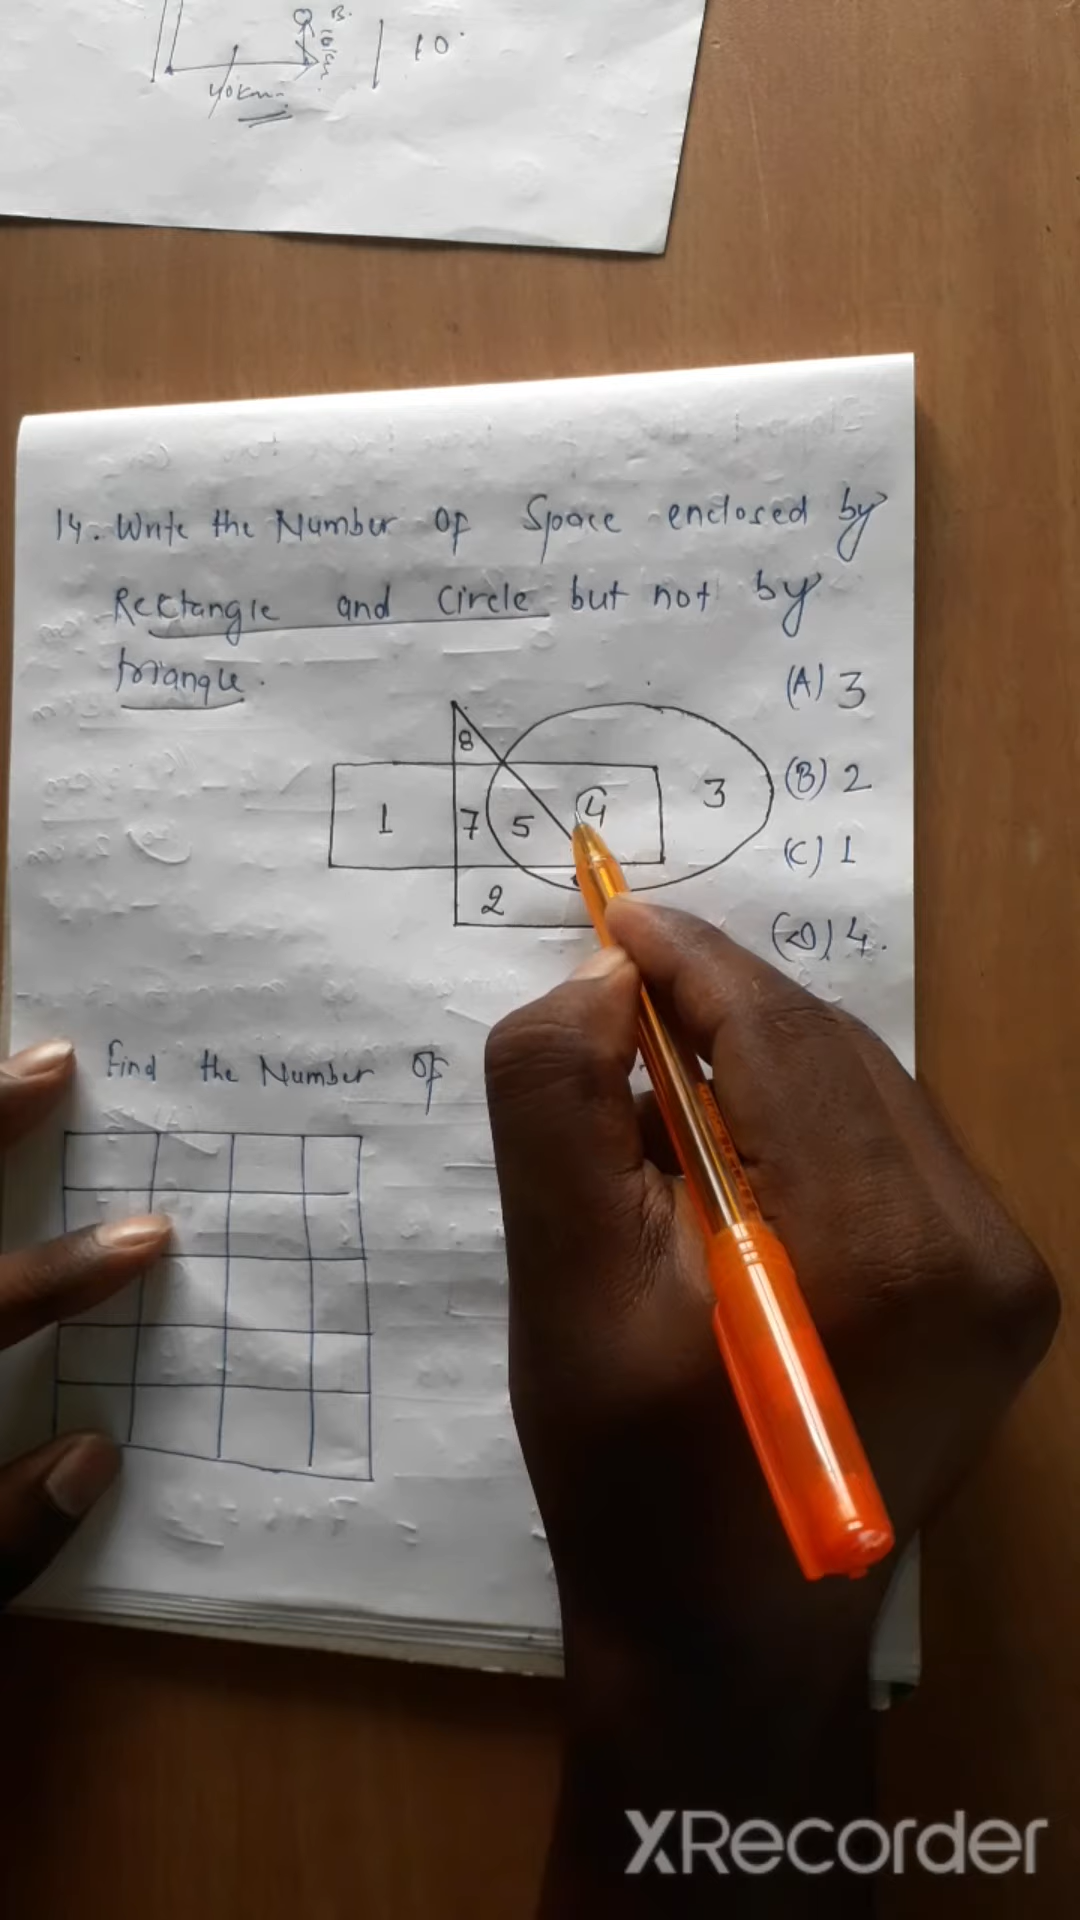 B.
40km.
10
14. Write the Number Of Space enclosed by
Rectangle and Circle but not by
triangle.
(A) 3
(B) 2
(C) 1
(D) 4.
8
1 7 5 4 3
2
Find the Number Of
XRecorder